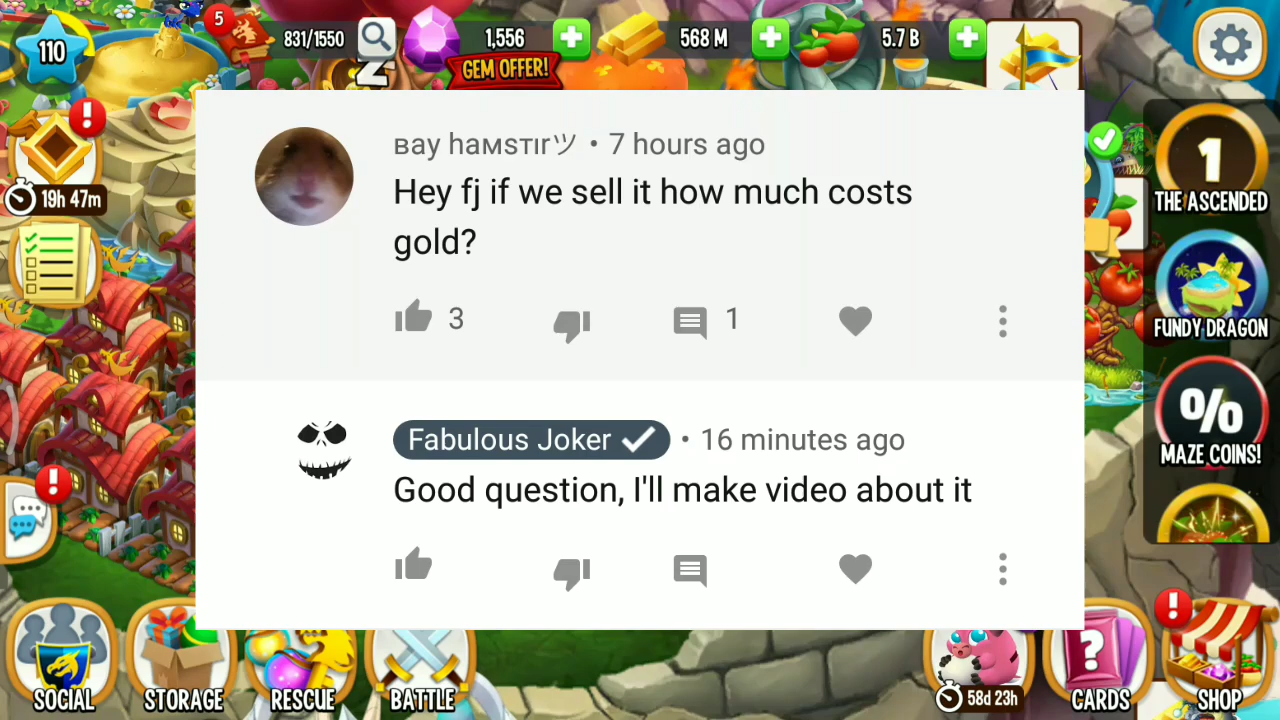 110
5
831/1550
1,556
568 M
5.7 B
GEM OFFER!
Z
19h 47m
вay haмѕтιrツ • 7 hours ago
Hey fj if we sell it how much costs
gold?
3
1
Fabulous Joker • 16 minutes ago
Good question, I'll make video about it
1
THE ASCENDED
FUNDY DRAGON
%
MAZE COINS!
SOCIAL
STORAGE
RESCUE
BATTLE
58d 23h
?
CARDS
!
SHOP